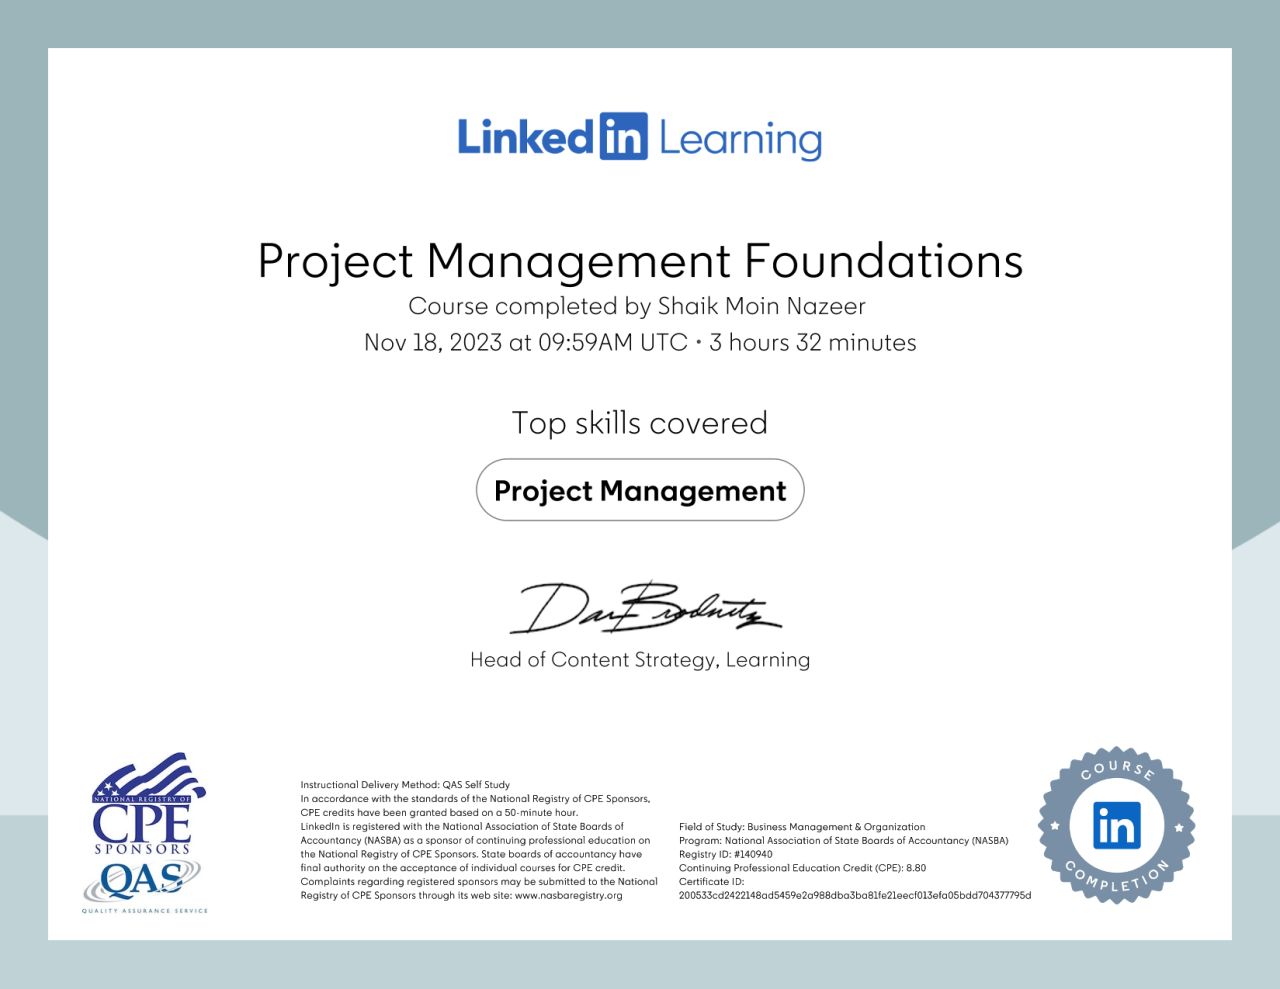 LinkedIn Learning
Project Management Foundations
Course completed by Shaik Moin Nazeer
Nov 18, 2023 at 09:59AM UTC • 3 hours 32 minutes
Top skills covered
Project Management
Dan Brodnitz
Head of Content Strategy, Learning
NATIONAL REGISTRY OF
CPE
SPONSORS
QAS
QUALITY ASSURANCE SERVICE
Instructional Delivery Method: QAS Self Study
In accordance with the standards of the National Registry of CPE Sponsors,
CPE credits have been granted based on a 50-minute hour.
LinkedIn is registered with the National Association of State Boards of
Accountancy (NASBA) as a sponsor of continuing professional education on
the National Registry of CPE Sponsors. State boards of accountancy have
final authority on the acceptance of individual courses for CPE credit.
Complaints regarding registered sponsors may be submitted to the National
Registry of CPE Sponsors through its web site: www.nasbaregistry.org
Field of Study: Business Management & Organization
Program: National Association of State Boards of Accountancy (NASBA)
Registry ID: #140940
Continuing Professional Education Credit (CPE): 8.80
Certificate ID:
200533cd2422148ad5459e2a988dba3ba81fe21eecf013efa05bdd704377795d
COURSE
in
COMPLETION